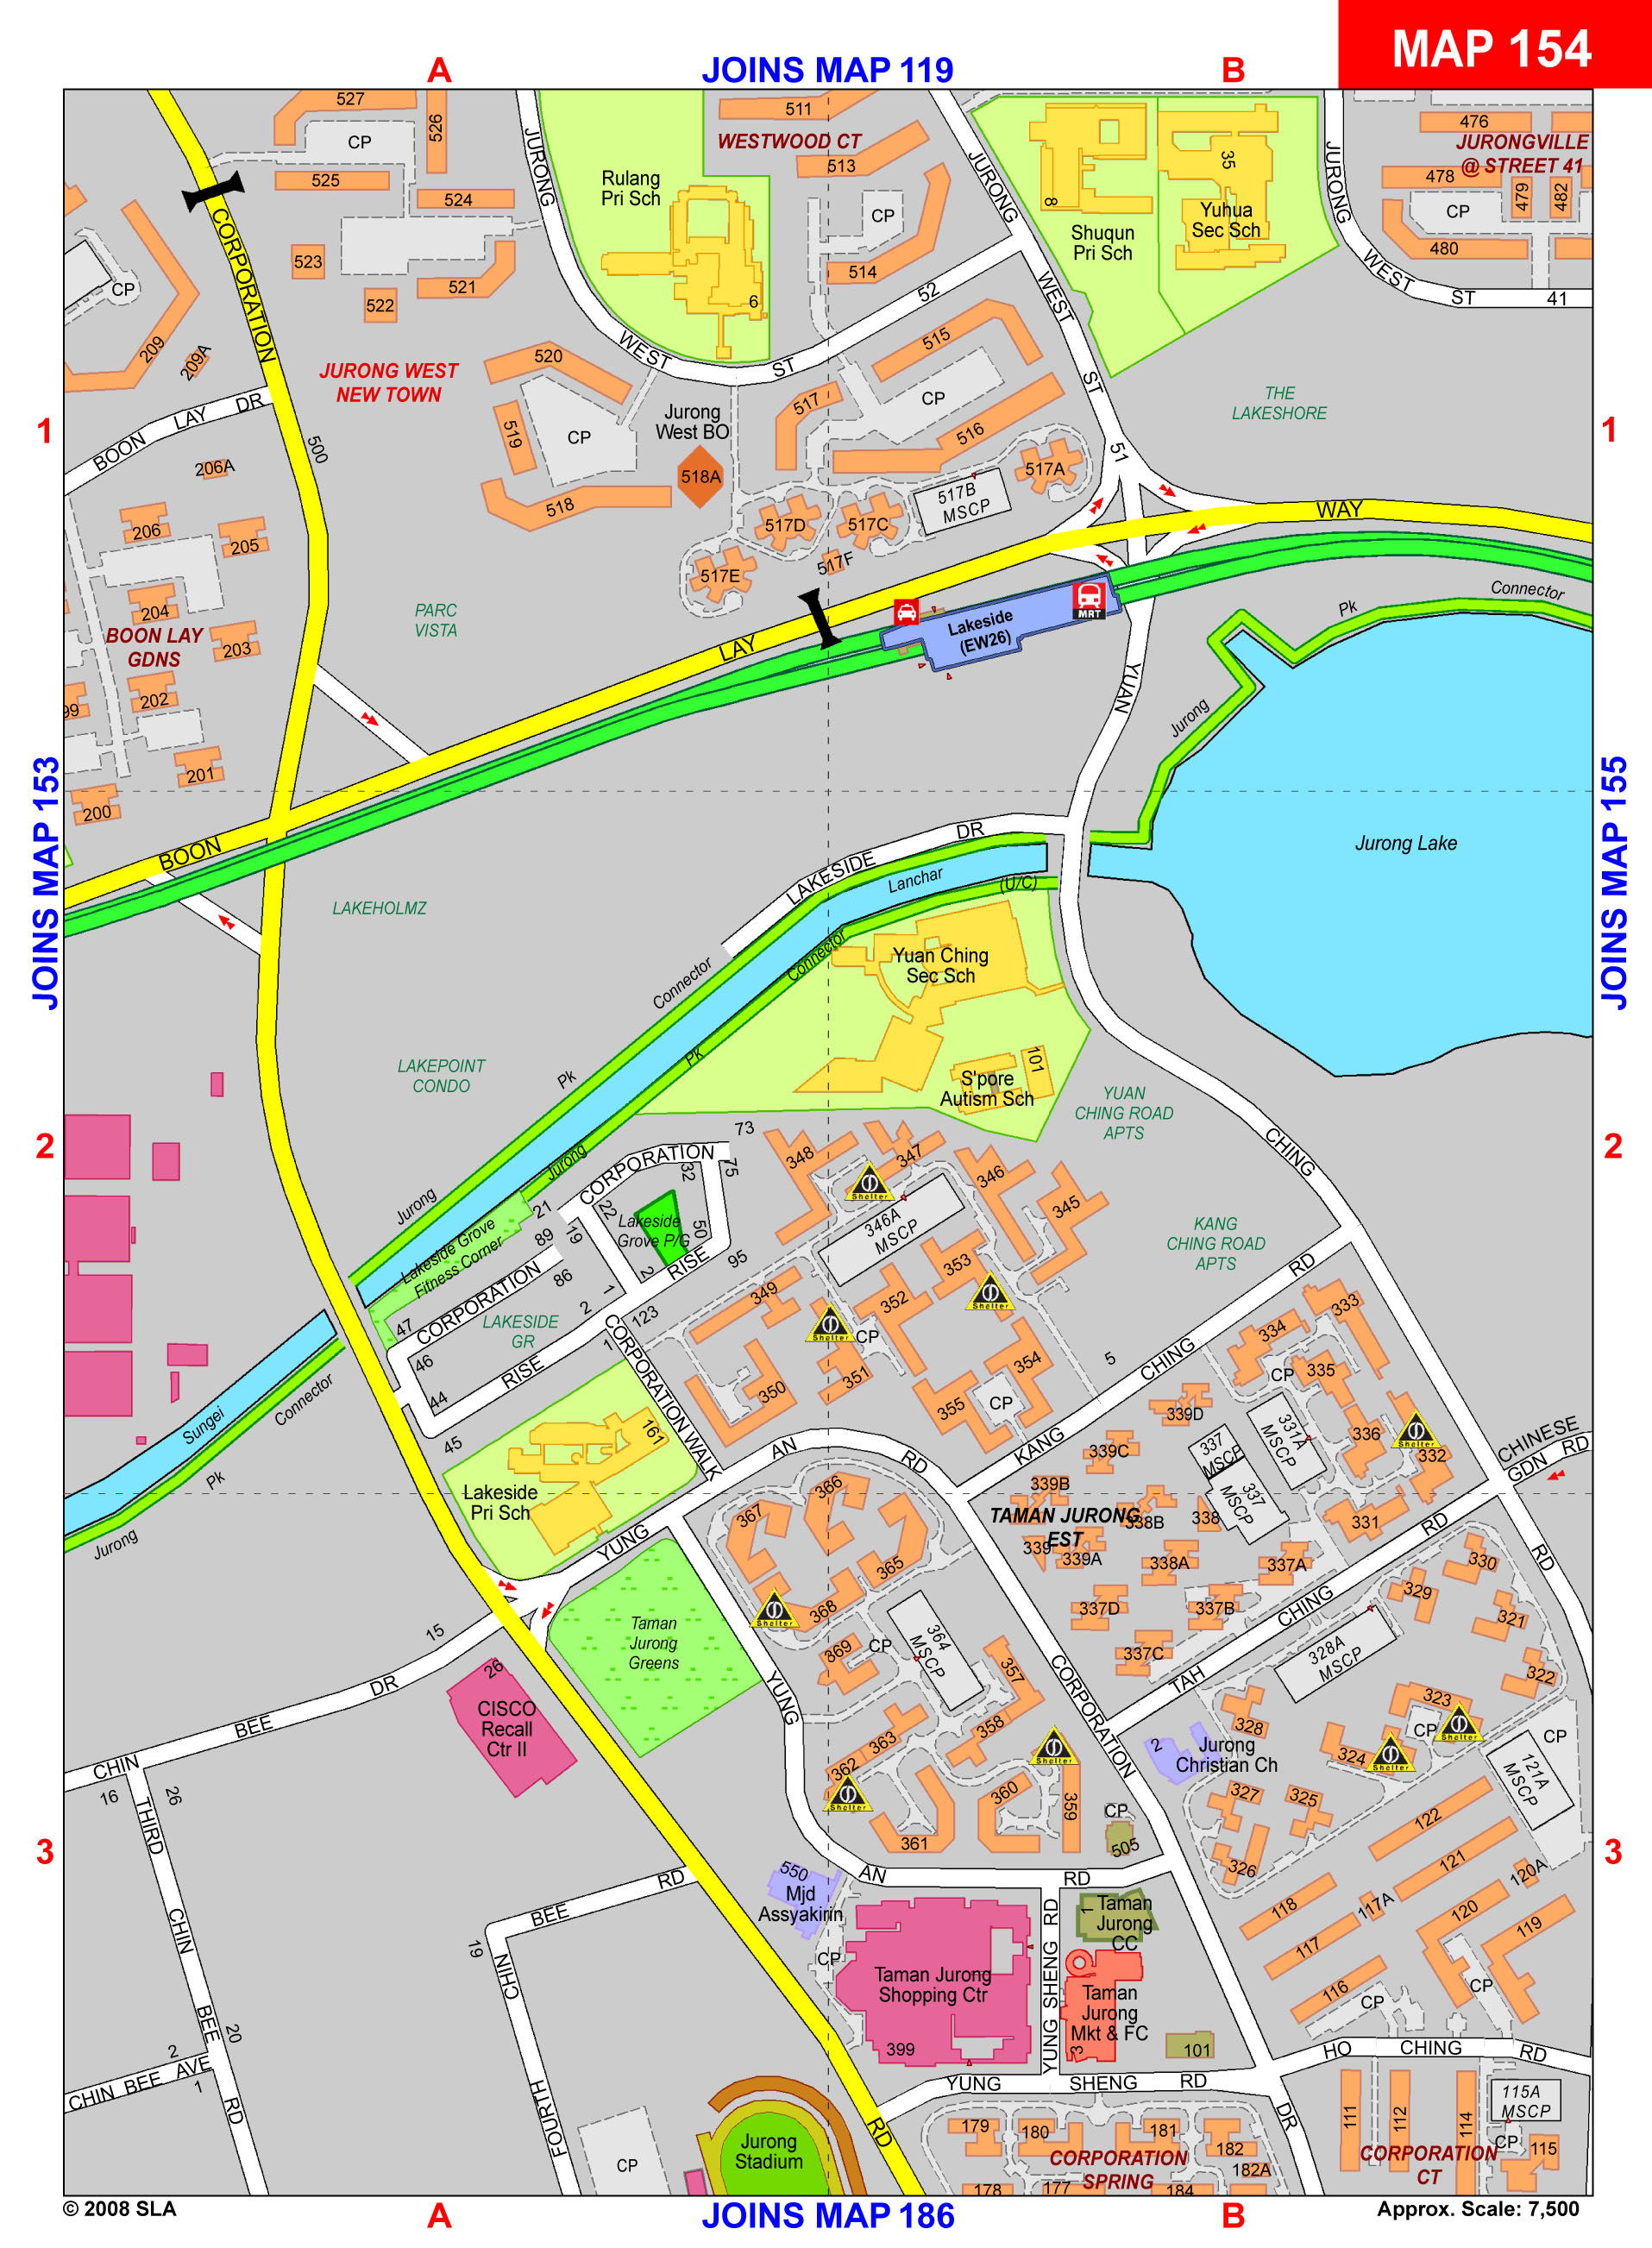 MAP 154
A
JOINS MAP 119
B
527
526
CP
525
524
523
522
521
CORPORATION
CP
209
209A
JURONG WEST
NEW TOWN
BOON LAY DR
500
206A
206
205
204
BOON LAY
GDNS
203
202
99
201
200
PARC
VISTA
JURONG
WEST
ST
52
Rulang
Pri Sch
6
511
WESTWOOD CT
513
CP
514
515
CP
516
517
520
519
CP
518
Jurong
West BO
518A
517A
517B
MSCP
517C
517D
517E
517F
JURONG
WEST
ST
51
8
Shuqun
Pri Sch
35
Yuhua
Sec Sch
JURONG
WEST
ST
41
476
JURONGVILLE
@ STREET 41
478
479
482
CP
480
THE
LAKESHORE
1
1
BOON
LAY
WAY
Lakeside
(EW26)
MRT
YUAN
Jurong
Pk
Connector
Jurong Lake
JOINS MAP 153
JOINS MAP 155
LAKEHOLMZ
LAKESIDE
DR
Lanchar
(U/C)
Connector
Connector
Pk
Pk
Jurong
Jurong
Yuan Ching
Sec Sch
S'pore
Autism Sch
101
LAKEPOINT
CONDO
YUAN
CHING ROAD
APTS
2
2
CHING
KANG
CHING ROAD
APTS
CORPORATION
73
32
75
22
21
19
89
Lakeside
Grove P/G
50
2
RISE
95
Lakeside Grove
Fitness Corner
CORPORATION
86
1
2
123
47
46
LAKESIDE
GR
44
RISE
1
45
CORPORATION WALK
348
347
346
345
Shelter
346A
MSCP
353
352
349
Shelter
Shelter
CP
351
350
354
355
CP
5
KANG
CHING
RD
333
334
335
CP
336
Shelter
332
331A
MSCP
337
MSCP
337
MSCP
331
339D
339C
339B
338B
338
339
339A
338A
337A
337D
337B
337C
TAMAN JURONG
EST
CHINESE
GDN RD
RD
Sungei
Connector
Pk
Jurong
161
Lakeside
Pri Sch
YUNG
AN
RD
367
366
365
368
Shelter
369
CP
364
MSCP
357
358
363
362
Shelter
361
360
359
Shelter
Taman
Jurong
Greens
15
26
CISCO
Recall
Ctr II
CHIN
BEE
DR
16
26
THIRD
CHIN
BEE
RD
20
2
CHIN BEE AVE
1
YUNG
AN
RD
CORPORATION
DR
TAH
CHING
RD
328A
MSCP
330
329
321
322
323
CP
Shelter
324
Shelter
328
2
Jurong
Christian Ch
327
325
326
121A
MSCP
CP
122
121
120A
120
119
118
117A
117
116
CP
CP
3
3
CP
505
550
Mjd
Assyakirin
CP
Taman Jurong
Shopping Ctr
399
YUNG SHENG RD
1
Taman
Jurong
CC
Taman
Jurong
Mkt & FC
3
101
YUNG
SHENG
RD
HO
CHING
RD
BEE
RD
19
CHIN
FOURTH
CP
Jurong
Stadium
RD
179
180
181
182
182A
178
177
184
CORPORATION
SPRING
111
112
114
115A
MSCP
CP
115
CORPORATION
CT
© 2008 SLA
A
JOINS MAP 186
B
Approx. Scale: 7,500